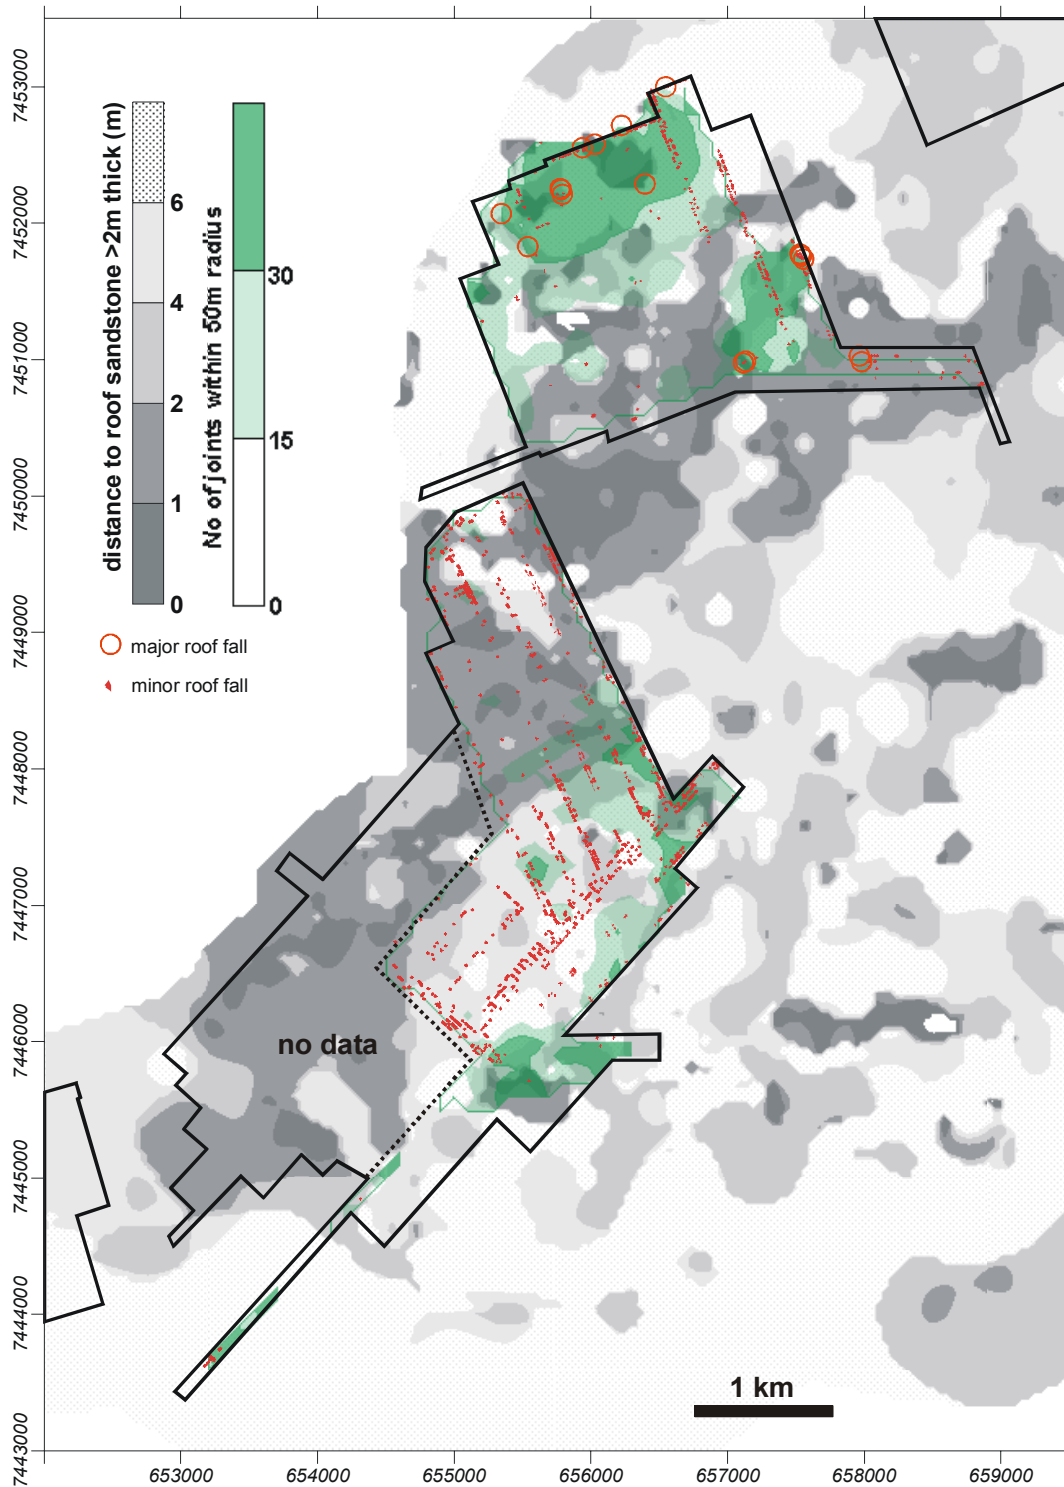 distance to roof sandstone >2m thick (m)
6
4
2
1
0
No of joints within 50m radius
30
15
0
major roof fall
minor roof fall
no data
1 km
7453000
7452000
7451000
7450000
7449000
7448000
7447000
7446000
7445000
7444000
7443000
653000 654000 655000 656000 657000 658000 659000